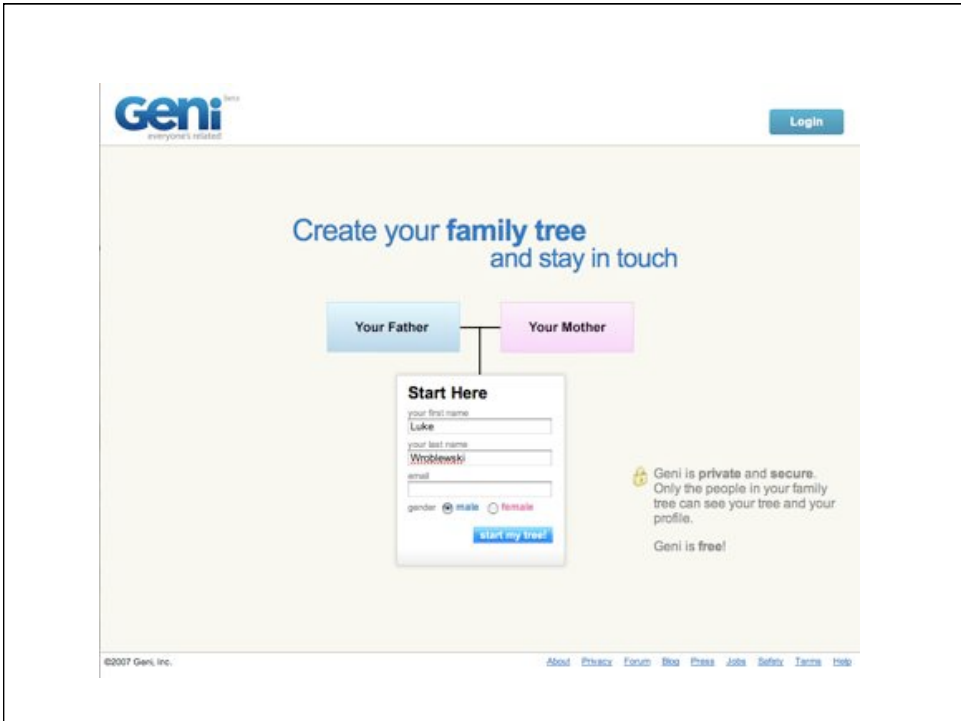 Geni beta
everyone's related
Login
Create your family tree
and stay in touch
Your Father
Your Mother
Start Here
your first name
Luke
your last name
Wroblewski
email
gender male female
start my tree!
Geni is private and secure.
Only the people in your family
tree can see your tree and your
profile.
Geni is free!
©2007 Geni, Inc.
About Privacy Forum Blog Press Jobs Safety Terms Help